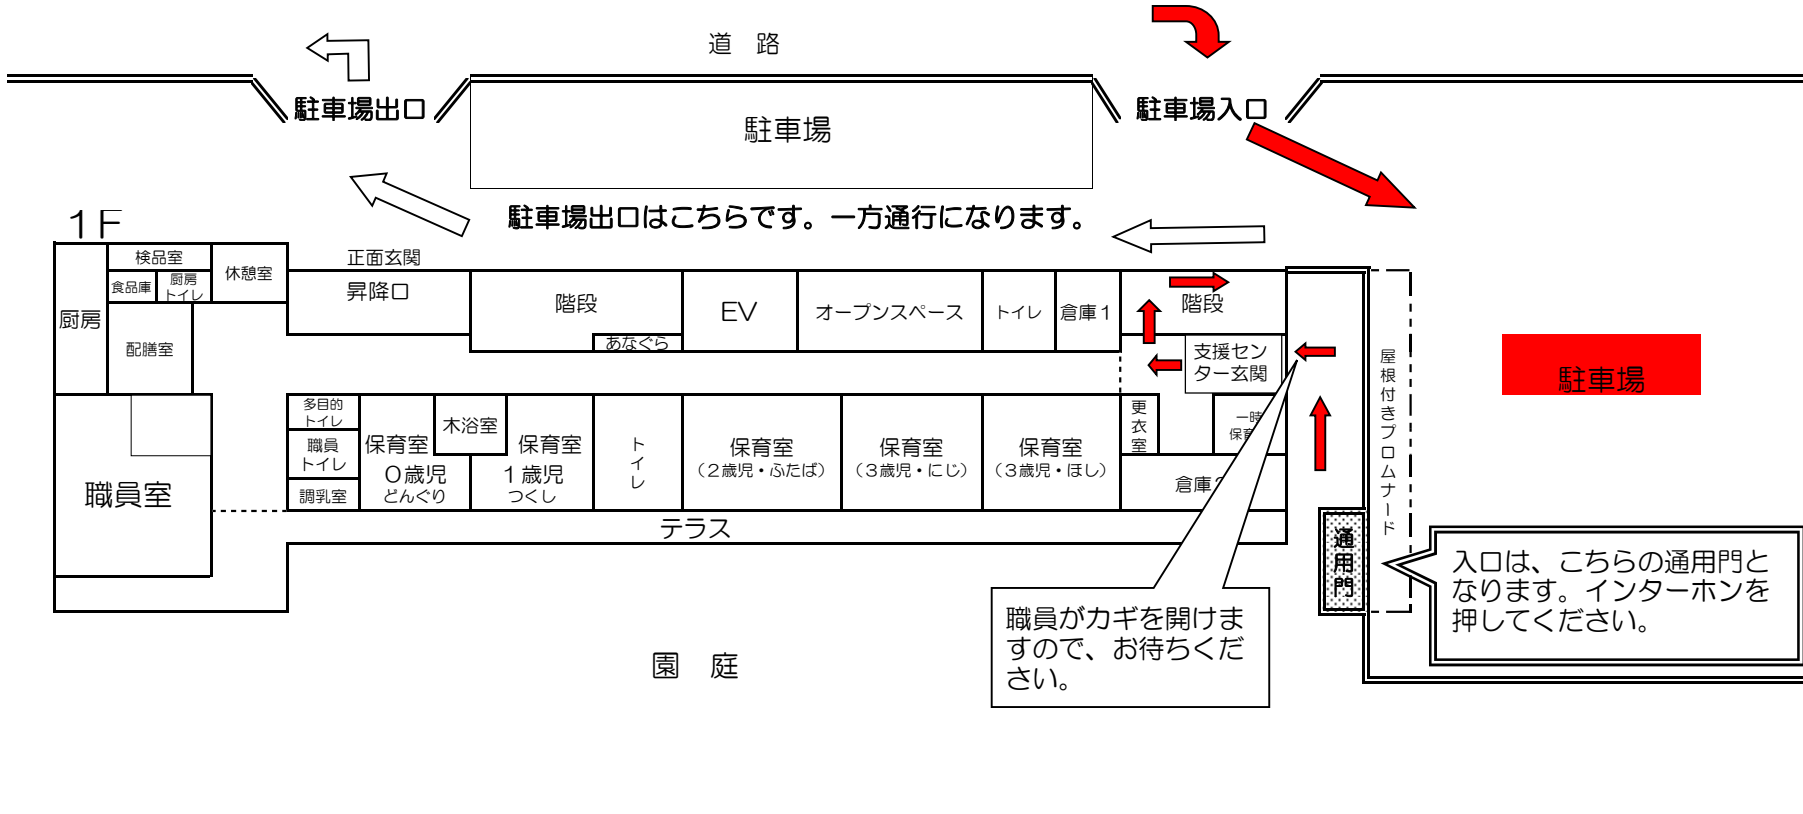 道 路
駐車場出口
駐車場入口
駐車場
駐車場出口はこちらです。一方通行になります。
1F
検品室
食品庫
厨房
トイレ
休憩室
厨房
配膳室
正面玄関
昇降口
階段
あなぐら
EV
オープンスペース
トイレ
倉庫1
階段
支援セン
ター玄関
屋根付きプロムナード
駐車場
職員室
多目的
トイレ
職員
トイレ
調乳室
保育室
0歳児
どんぐり
木浴室
保育室
1歳児
つくし
トイレ
保育室
(2歳児・ふたば)
保育室
(3歳児・にじ)
保育室
(3歳児・ほし)
更衣室
一時
倉庫
テラス
通用門
入口は、こちらの通用門と
なります。インターホンを
押してください。
職員がカギを開けま
すので、お待ちくだ
さい。
園 庭